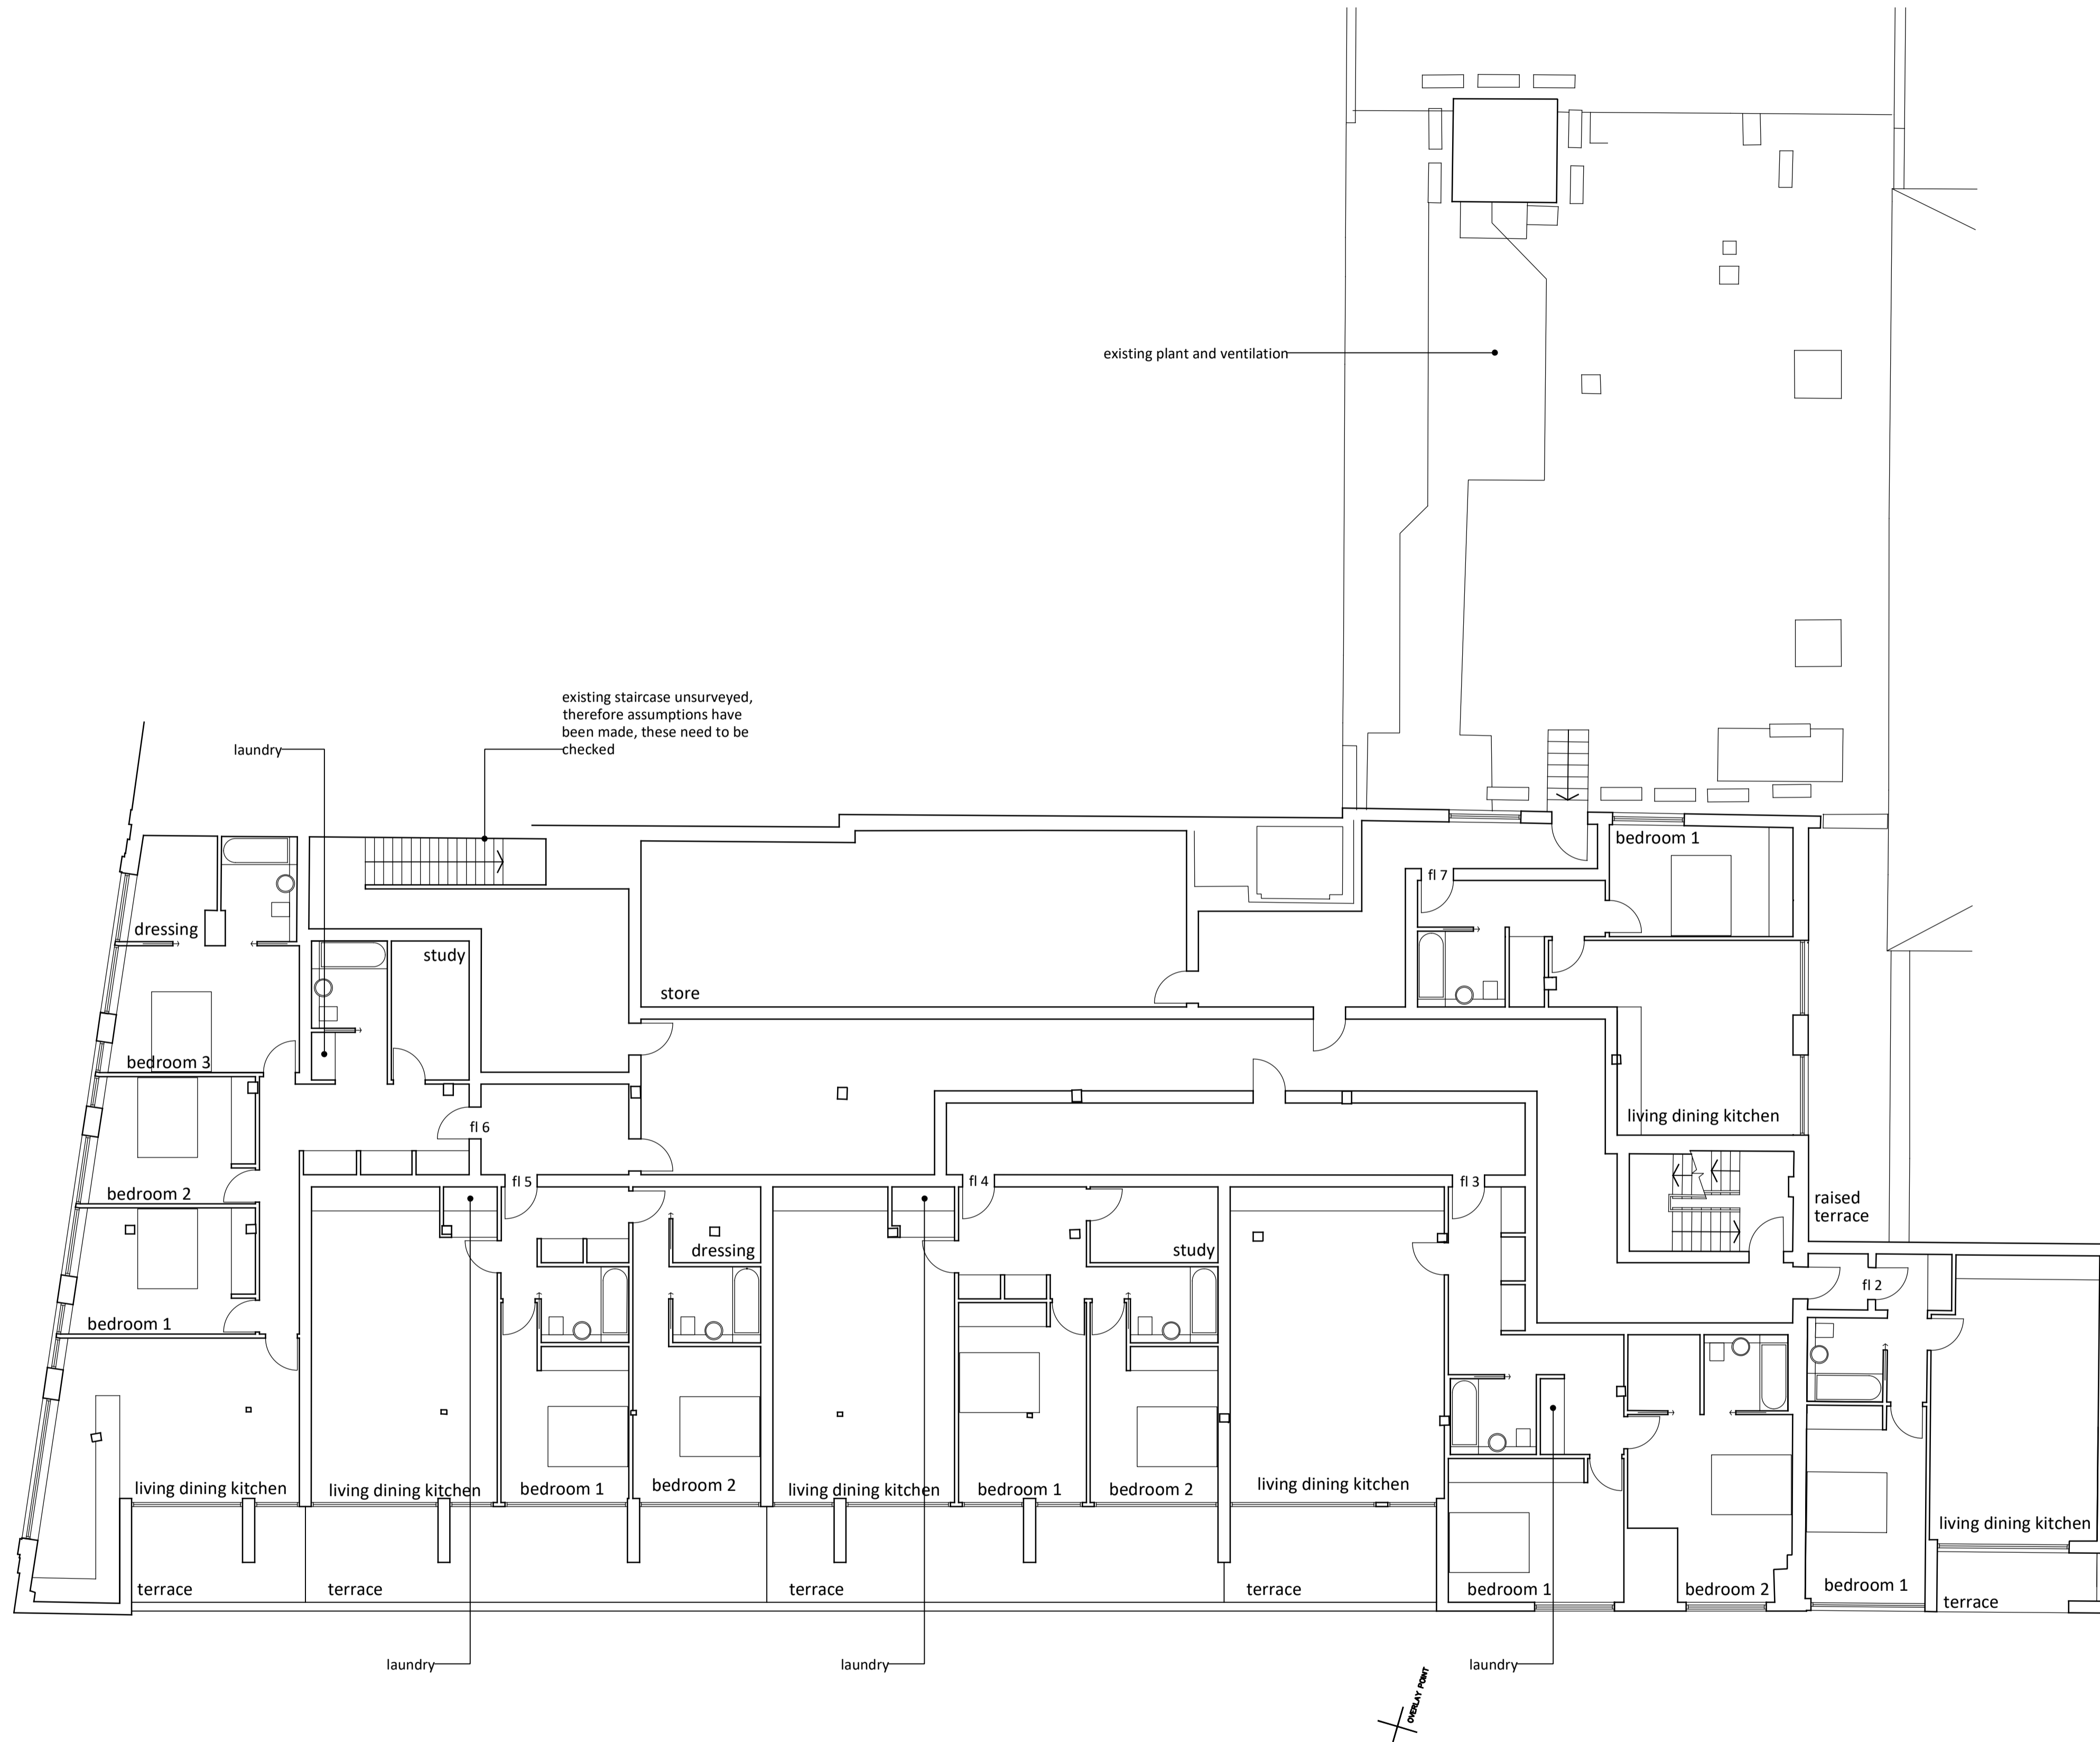 existing plant and ventilation
existing staircase unsurveyed,
therefore assumptions have
been made, these need to be
checked
laundry
bedroom 1
fl 7
dressing
study
store
bedroom 3
living dining kitchen
fl 6
fl 5
fl 4
fl 3
bedroom 2
raised
terrace
dressing
study
fl 2
bedroom 1
living dining kitchen
living dining kitchen
bedroom 1
bedroom 2
living dining kitchen
bedroom 1
bedroom 2
living dining kitchen
living dining kitchen
terrace
terrace
terrace
terrace
bedroom 1
bedroom 2
bedroom 1
terrace
laundry
laundry
laundry
OVERLAY POINT